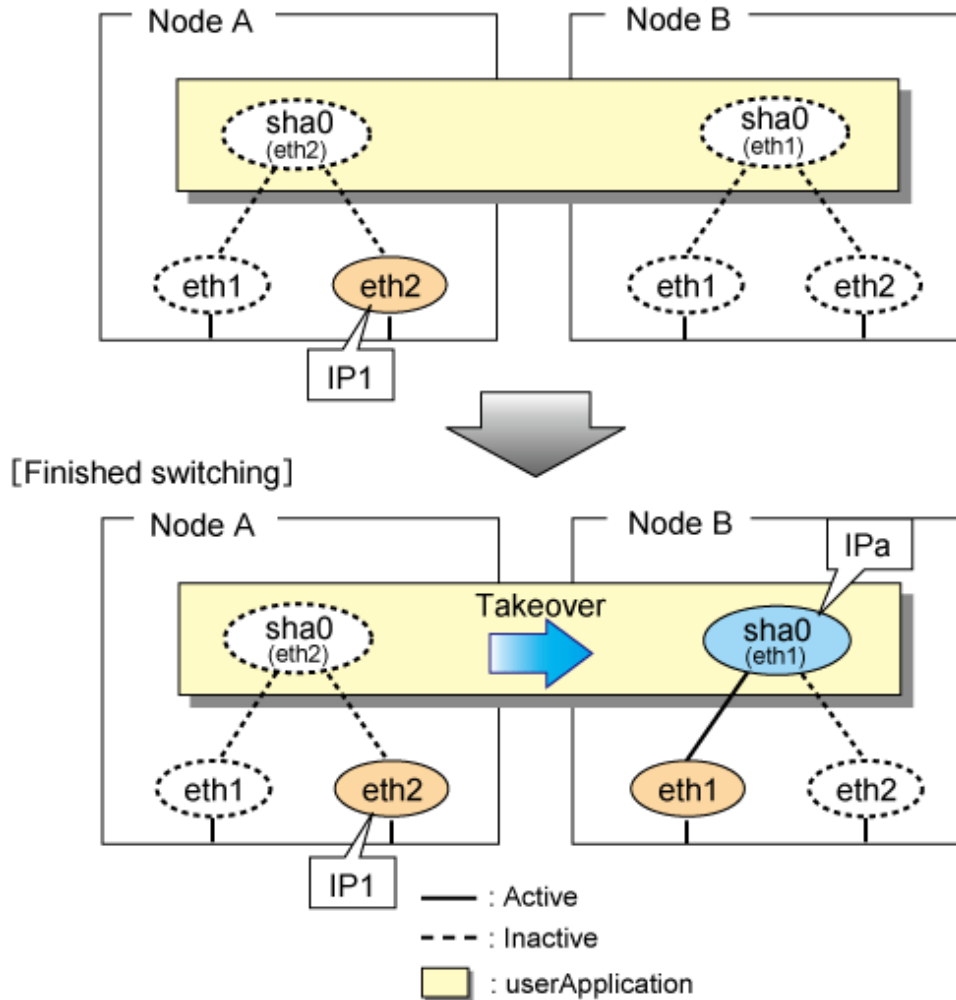 Node A
Node B
sha0
(eth2)
sha0
(eth1)
eth1
eth2
eth1
eth2
IP1
[Finished switching]
Node A
Node B
IPa
Takeover
sha0
(eth2)
sha0
(eth1)
eth1
eth2
eth1
eth2
IP1
: Active
: Inactive
: userApplication